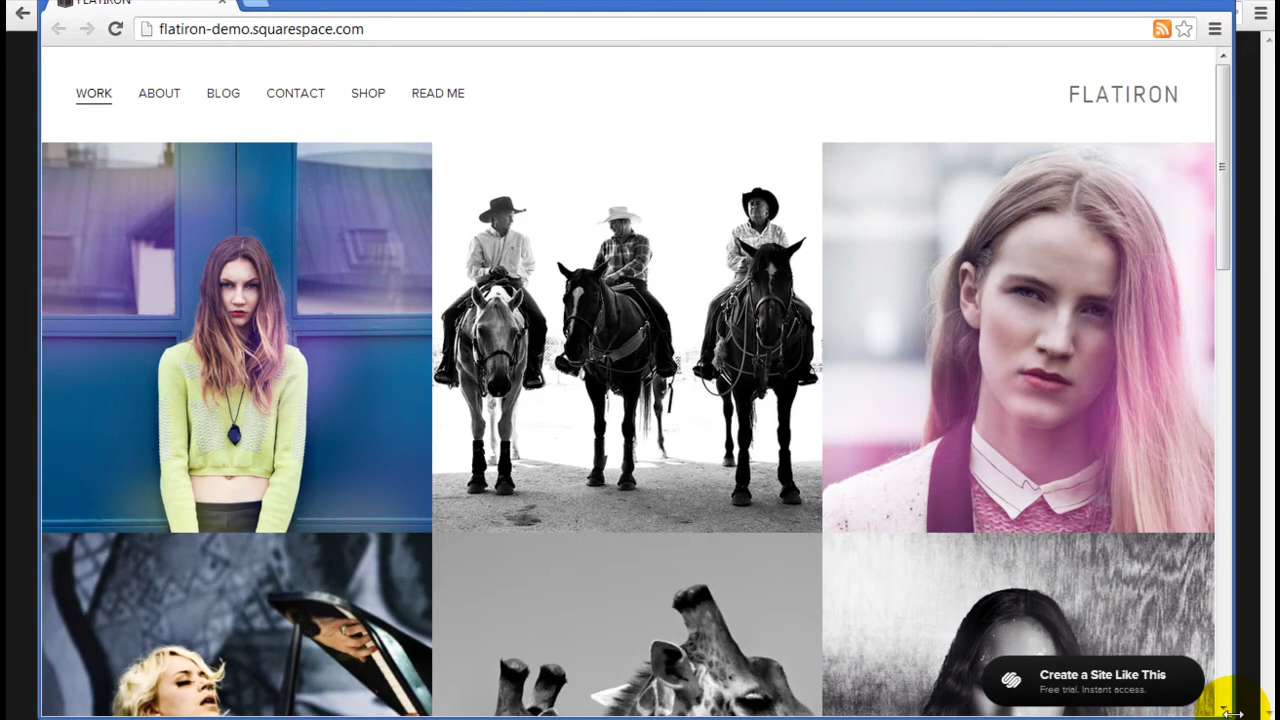 FLATIRON
flatiron-demo.squarespace.com
WORK ABOUT BLOG CONTACT SHOP READ ME
FLATIRON
Create a Site Like This
Free trial. Instant access.